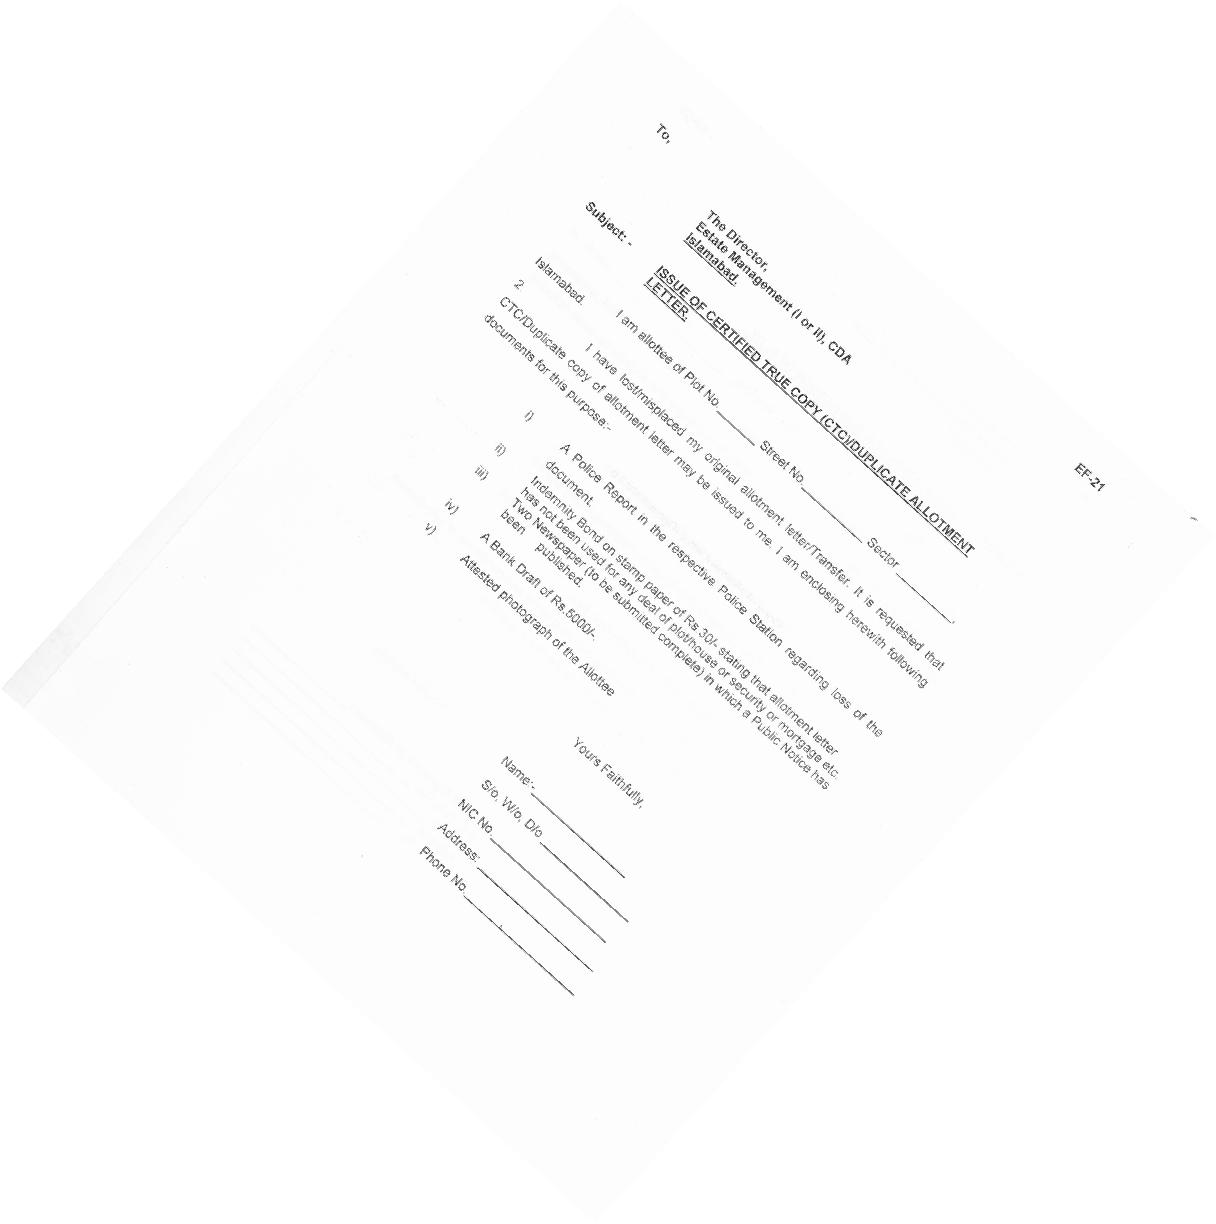 EF-21
To,
The Director,
Estate Management (I or II), CDA
Islamabad.
Subject: - ISSUE OF CERTIFIED TRUE COPY (CTC)/DUPLICATE ALLOTMENT
LETTER.
I am allottee of Plot No.______ Street No.__________ Sector __________,
Islamabad.
2 I have lost/misplaced my original allotment letter/Transfer. It is requested that
CTC/Duplicate copy of allotment letter may be issued to me. I am enclosing herewith following
documents for this purpose:-
i) A Police Report in the respective Police Station regarding loss of the
document.
ii) Indemnity Bond on stamp paper of Rs.30/- stating that allotment letter
has not been used for any deal of plot/house or security or mortgage etc.
iii) Two Newspaper (to be submitted complete) in which a Public Notice has
been published.
iv) A Bank Draft of Rs.5000/-.
v) Attested photograph of the Allottee
Yours Faithfully,
Name:-________________
S/o, W/o, D/o _______________
NIC No.___________________
Address:___________________
Phone No.___________________